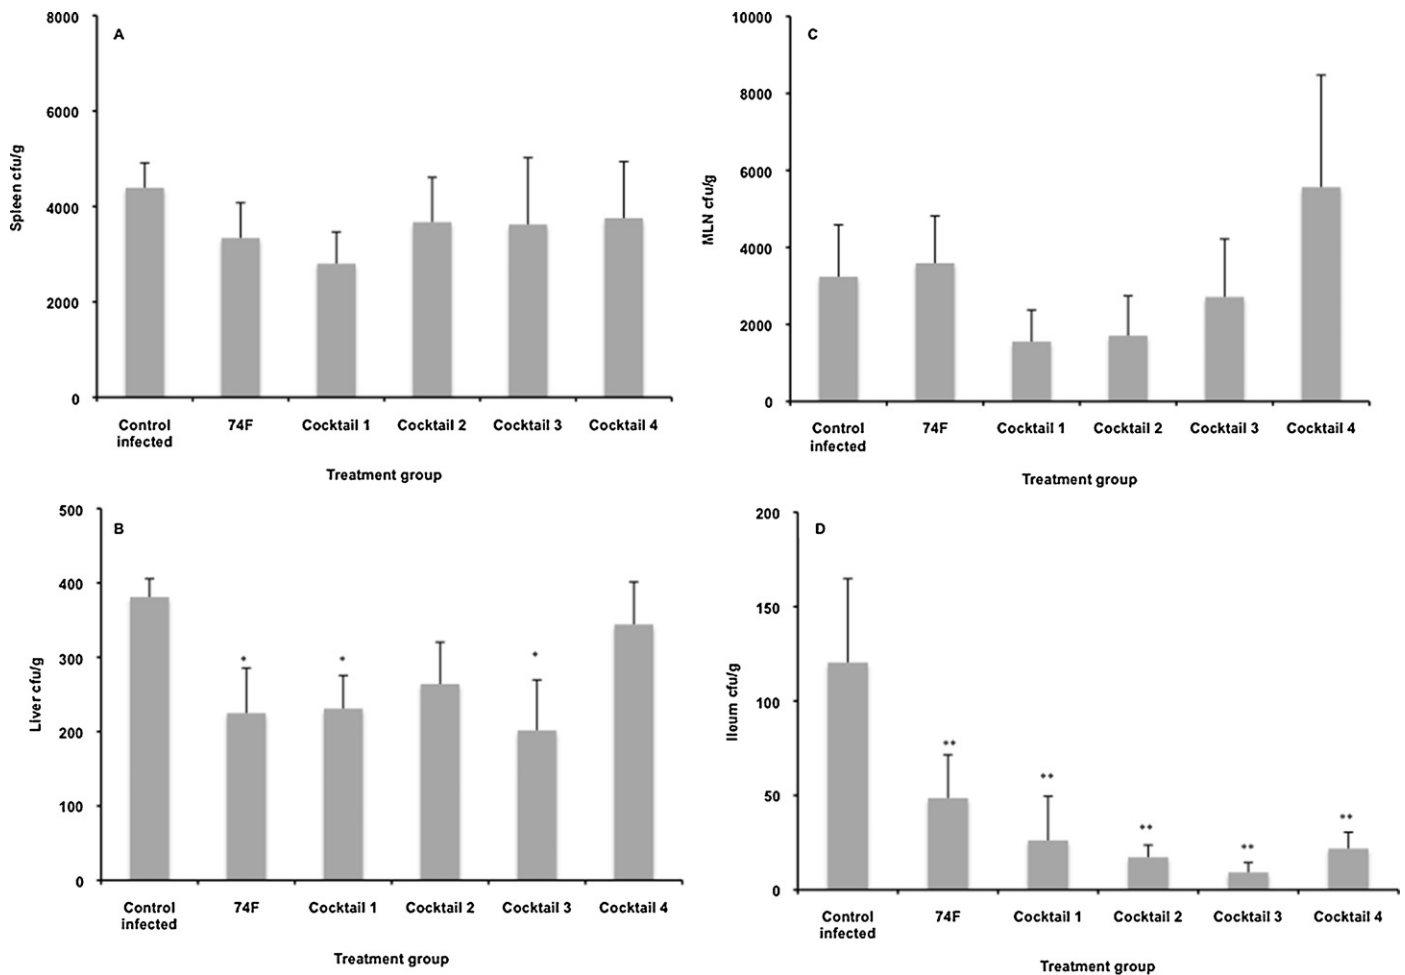 A
8000
6000
4000
2000
0
Spleen cfu/g
Control infected
74F
Cocktail 1
Cocktail 2
Cocktail 3
Cocktail 4
Treatment group
C
10000
8000
6000
4000
2000
0
MLN cfu/g
Control infected
74F
Cocktail 1
Cocktail 2
Cocktail 3
Cocktail 4
Treatment group
B
500
400
300
200
100
0
Liver cfu/g
*
*
*
Control infected
74F
Cocktail 1
Cocktail 2
Cocktail 3
Cocktail 4
Treatment group
D
200
150
100
50
0
Ileum cfu/g
**
**
**
**
**
Control infected
74F
Cocktail 1
Cocktail 2
Cocktail 3
Cocktail 4
Treatment group